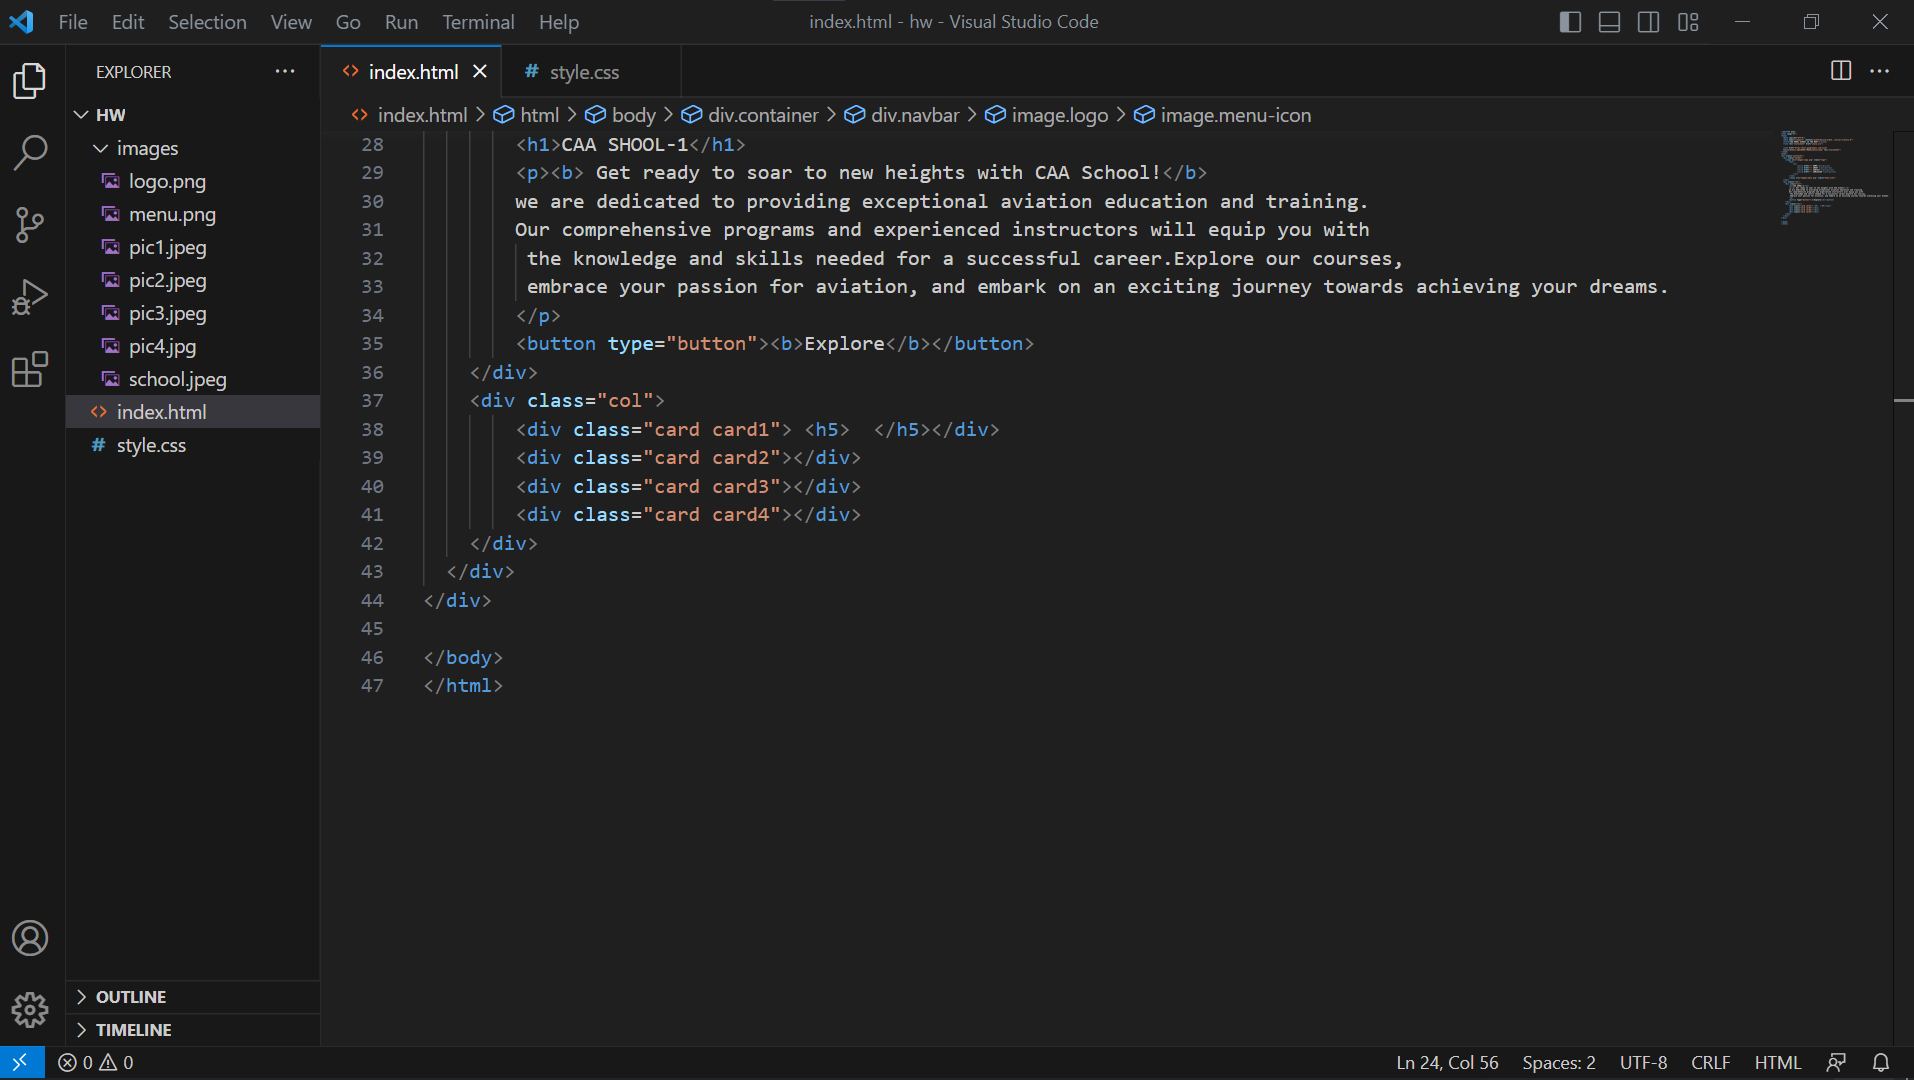 File Edit Selection View Go Run Terminal Help
index.html - hw - Visual Studio Code
EXPLORER
HW
images
logo.png
menu.png
pic1.jpeg
pic2.jpeg
pic3.jpeg
pic4.jpg
school.jpeg
index.html
style.css
OUTLINE
TIMELINE
index.html
style.css
index.html > html > body > div.container > div.navbar > image.logo > image.menu-icon
28 <h1>CAA SHOOL-1</h1>
29 <p><b> Get ready to soar to new heights with CAA School!</b>
30 we are dedicated to providing exceptional aviation education and training.
31 Our comprehensive programs and experienced instructors will equip you with
32 the knowledge and skills needed for a successful career.Explore our courses,
33 embrace your passion for aviation, and embark on an exciting journey towards achieving your dreams.
34 </p>
35 <button type="button"><b>Explore</b></button>
36 </div>
37 <div class="col">
38 <div class="card card1"> <h5>  </h5></div>
39 <div class="card card2"></div>
40 <div class="card card3"></div>
41 <div class="card card4"></div>
42 </div>
43 </div>
44 </div>
45
46 </body>
47 </html>
0 0
Ln 24, Col 56 Spaces: 2 UTF-8 CRLF HTML